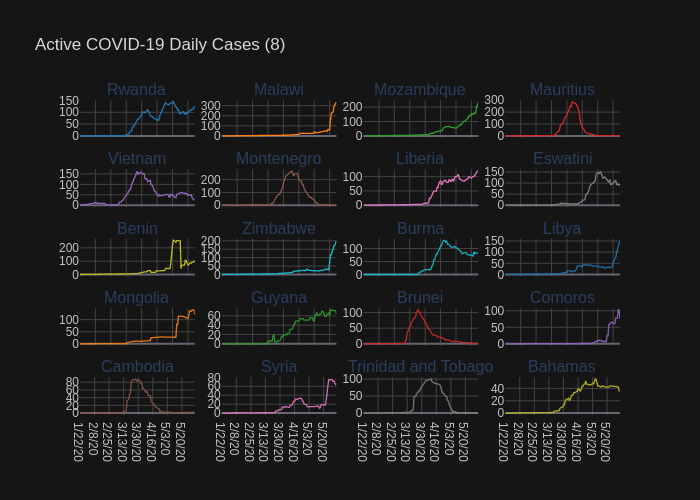 Active COVID-19 Daily Cases (8)
Rwanda Malawi Mozambique Mauritius
150 100 50 0 300 200 100 0 200 100 0 300 200 100 0
Vietnam Montenegro Liberia Eswatini
150 100 50 0 200 100 0 100 50 0 150 100 50 0
Benin Zimbabwe Burma Libya
200 100 0 200 150 100 50 0 100 50 0 150 100 50 0
Mongolia Guyana Brunei Comoros
100 50 0 60 40 20 0 100 50 0 100 50 0
Cambodia Syria Trinidad and Tobago Bahamas
80 60 40 20 0 80 60 40 20 0 100 50 0 40 20 0
1/22/20 2/8/20 2/25/20 3/13/20 3/30/20 4/16/20 5/3/20 5/20/20 1/22/20 2/8/20 2/25/20 3/13/20 3/30/20 4/16/20 5/3/20 5/20/20 1/22/20 2/8/20 2/25/20 3/13/20 3/30/20 4/16/20 5/3/20 5/20/20 1/22/20 2/8/20 2/25/20 3/13/20 3/30/20 4/16/20 5/3/20 5/20/20